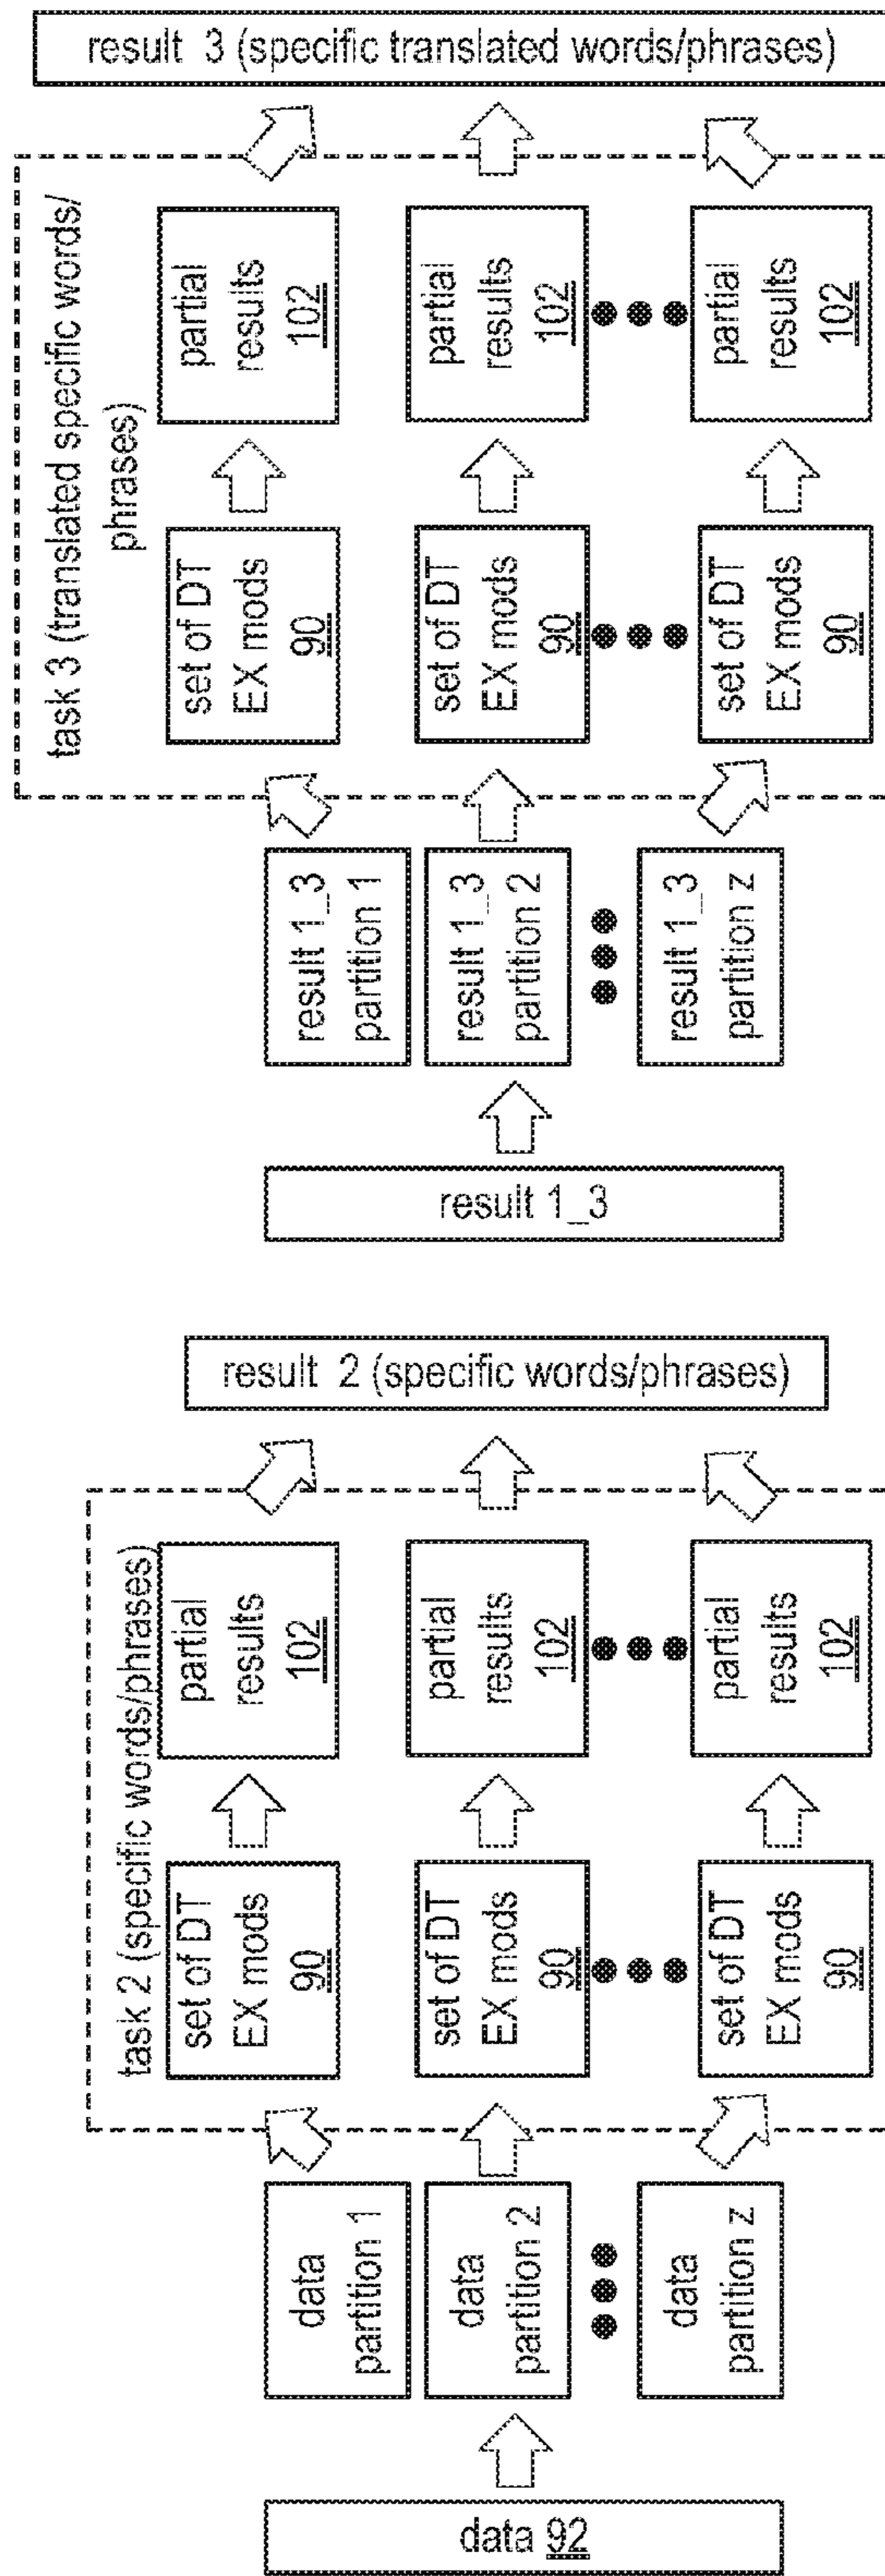 data 92
data
partition 1
data
partition 2
data
partition z
task 2 (specific words/phrases)
set of DT
EX mods
90
set of DT
EX mods
90
set of DT
EX mods
90
partial
results
102
partial
results
102
partial
results
102
result 2 (specific words/phrases)
result 1_3
result 1_3
partition 1
result 1_3
partition 2
result 1_3
partition z
task 3 (translated specific words/
phrases)
set of DT
EX mods
90
set of DT
EX mods
90
set of DT
EX mods
90
partial
results
102
partial
results
102
partial
results
102
result 3 (specific translated words/phrases)